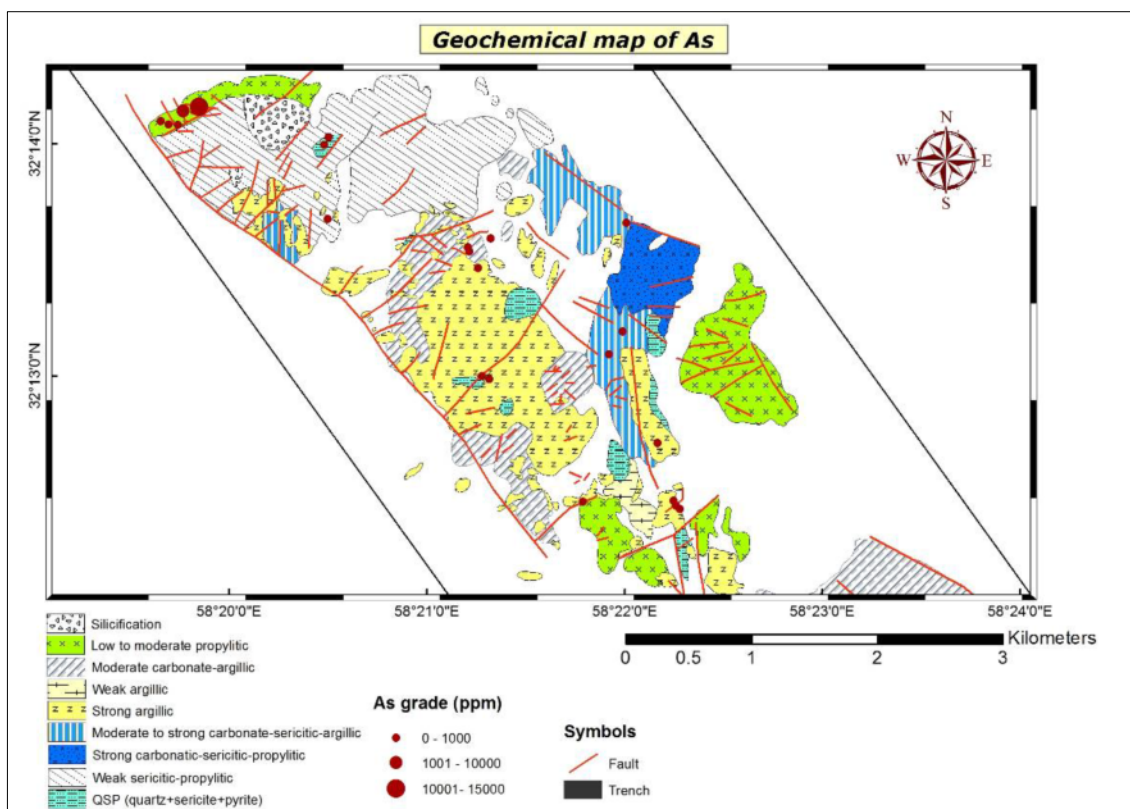 Geochemical map of As
N
W E
S
32°14'0"N
32°13'0"N
58°20'0"E 58°21'0"E 58°22'0"E 58°23'0"E 58°24'0"E
Silicification
Low to moderate propylitic
Moderate carbonate-argillic
Weak argillic
Strong argillic
Moderate to strong carbonate-sericitic-argillic
Strong carbonatic-sericitic-propylitic
Weak sericitic-propylitic
QSP (quartz+sericite+pyrite)
As grade (ppm)
0 - 1000
1001 - 10000
10001- 15000
Symbols
Fault
Trench
Kilometers
0 0.5 1 2 3